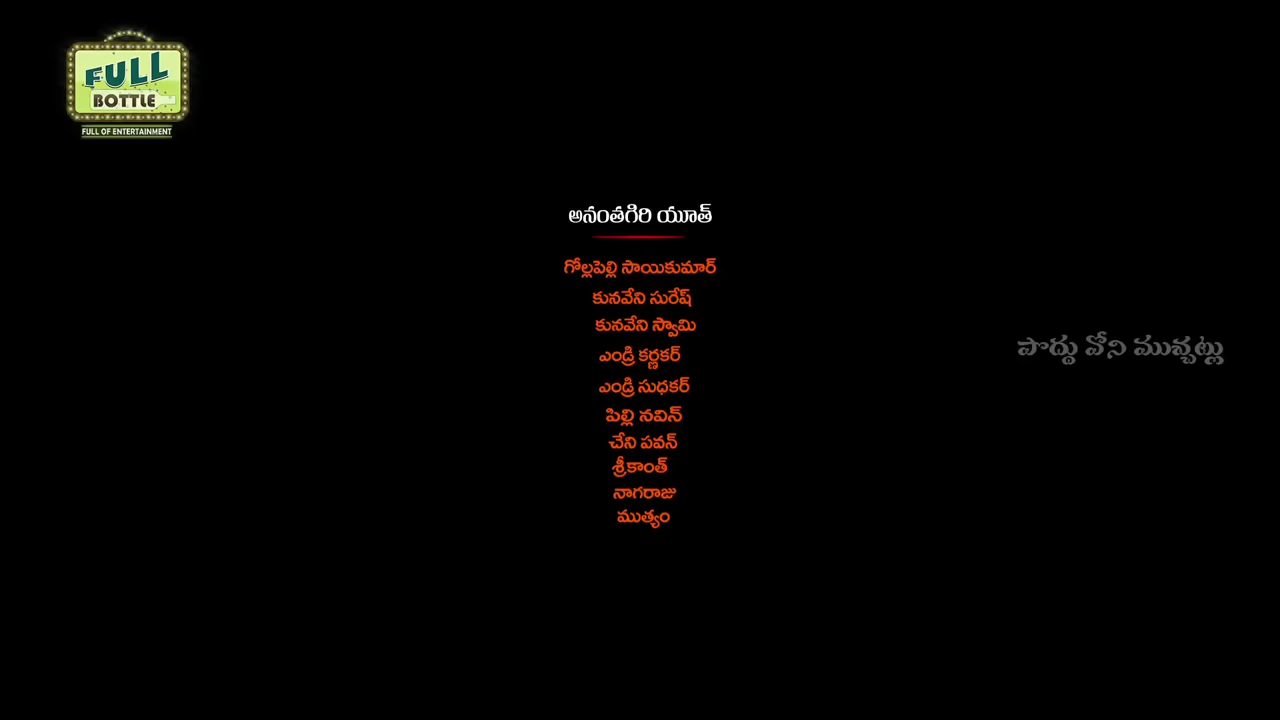 FULL
BOTTLE
FULL OF ENTERTAINMENT
అనంతగిరి యూత్
గోల్లపెల్లి సాయికుమార్
కునవేని సురేష్
కునవేని స్వామి
ఎండ్రి కర్ణకర్
ఎండ్రి సుధకర్
పిల్లి నవిన్
చేని పవన్
శ్రీకాంత్
నాగరాజు
ముత్యం
పొద్దు వోని ముచ్చట్లు